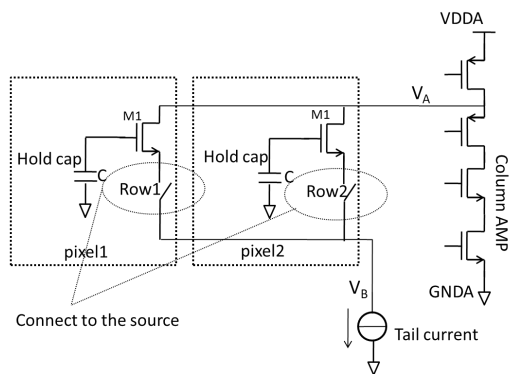 VDDA
VA
M1
M1
Hold cap
C
Row1
Hold cap
C
Row2
Column AMP
pixel1
pixel2
GNDA
VB
Connect to the source
Tail current